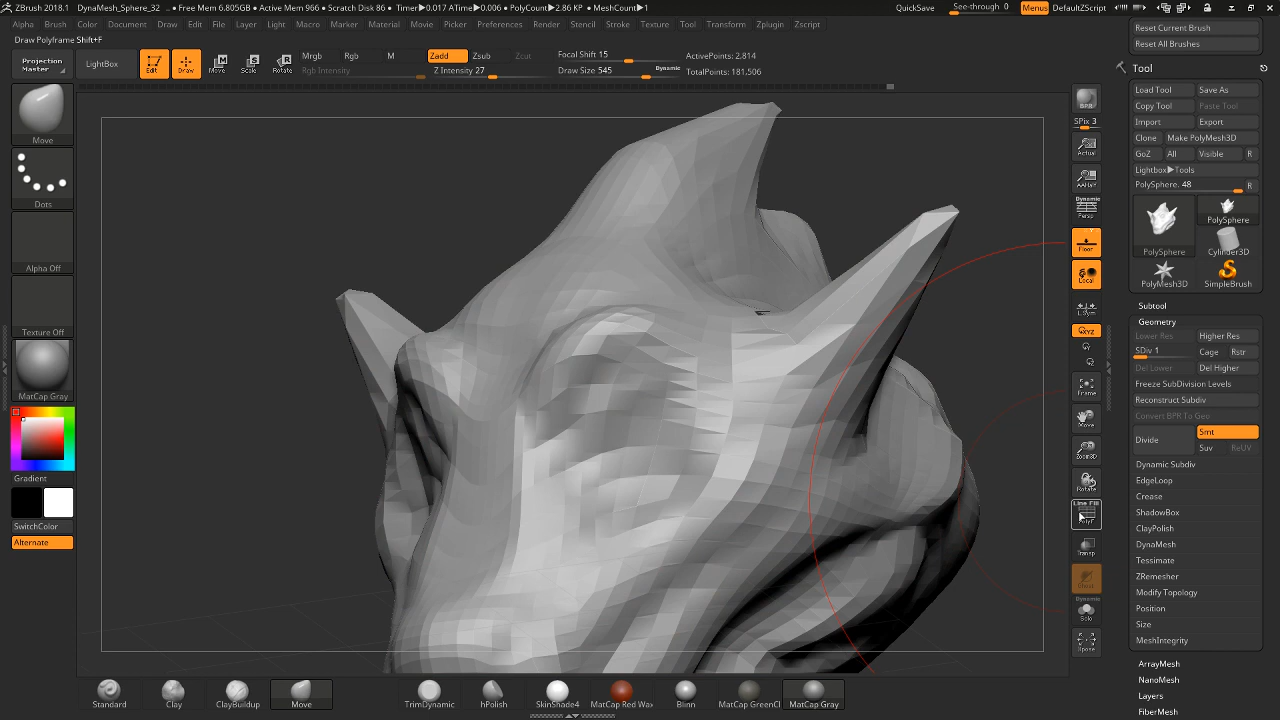 ZBrush 2018.1 DynaMesh_Sphere_32 . • Free Mem 6.805GB • Active Mem 966 • Scratch Disk 86 • Timer▶0.017 ATime▶0.006 • PolyCount▶2.86 KP • MeshCount▶1 QuickSave See-through 0 Menus DefaultZScript
Alpha Brush Color Document Draw Edit File Layer Light Macro Marker Material Movie Picker Preferences Render Stencil Stroke Texture Tool Transform Zplugin Zscript
Draw Polyframe Shift+F
Projection Master
LightBox
Edit
Draw
Move
Scale
Rotate
Mrgb Rgb M
Rgb Intensity
Zadd Zsub Zcut
Z Intensity 27
Focal Shift 15
Draw Size 545 Dynamic
ActivePoints: 2.814
TotalPoints: 181,506
Move
Dots
Alpha Off
Texture Off
MatCap Gray
Gradient
SwitchColor
Alternate
BPR
SPix 3
Actual
AAHalf
Dynamic
Persp
Floor
Local
L.Sym
Frame
Move
Zoom3D
Rotate
Line Fill
PolyF
Transp
Dynamic
Solo
Xpose
Reset Current Brush
Reset All Brushes
Tool
Load Tool Save As
Copy Tool Paste Tool
Import Export
Clone Make PolyMesh3D
GoZ All Visible R
Lightbox▶Tools
PolySphere. 48 R
PolySphere
PolySphere
Cylinder3D
PolyMesh3D
SimpleBrush
Subtool
Geometry
Lower Res Higher Res
SDiv 1 Cage Rstr
Del Lower Del Higher
Freeze SubDivision Levels
Reconstruct Subdiv
Convert BPR To Geo
Divide
Smt
Suv ReUV
Dynamic Subdiv
EdgeLoop
Crease
ShadowBox
ClayPolish
DynaMesh
Tessimate
ZRemesher
Modify Topology
Position
Size
MeshIntegrity
ArrayMesh
NanoMesh
Layers
FiberMesh
Standard
Clay
ClayBuildup
Move
TrimDynamic
hPolish
SkinShade4
MatCap Red Wax
Blinn
MatCap GreenCl
MatCap Gray